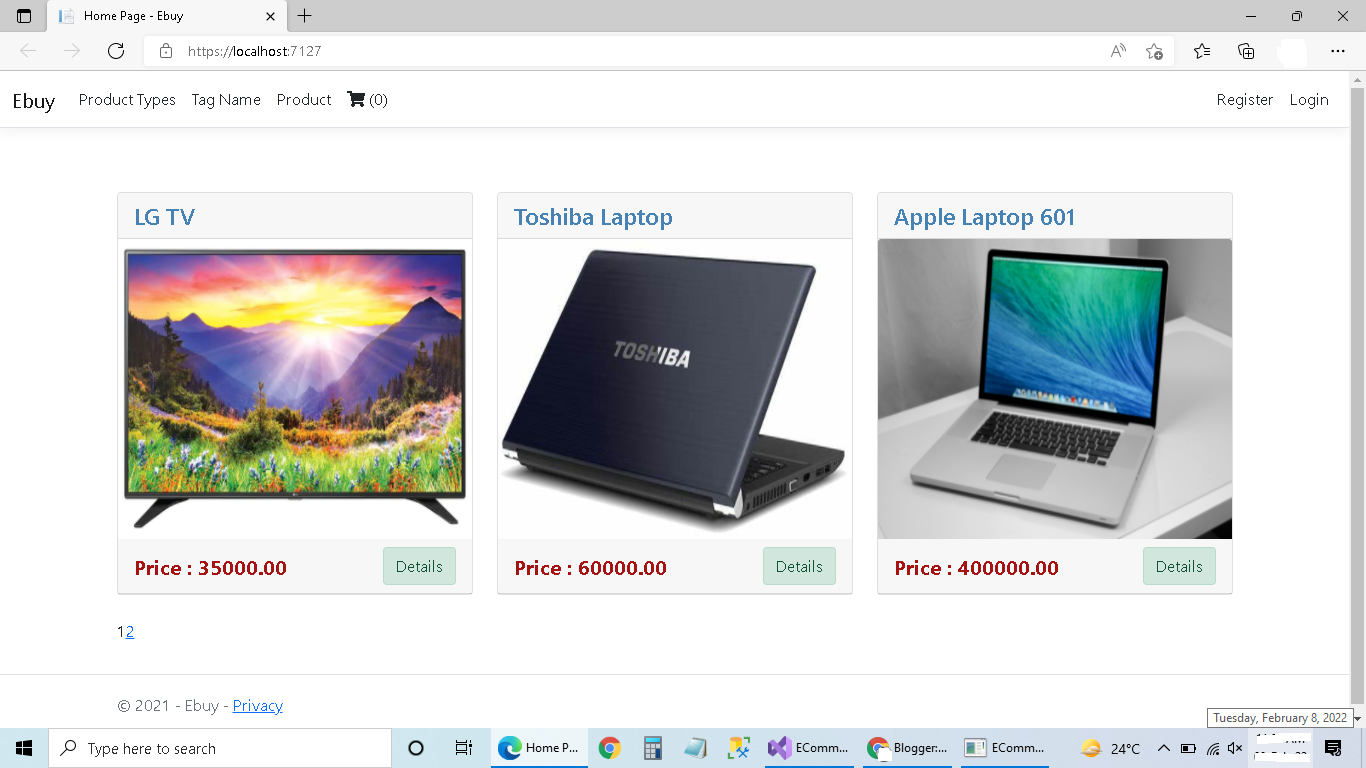 Home Page - Ebuy
https://localhost:7127
Ebuy Product Types Tag Name Product (0) Register Login
LG TV
Toshiba Laptop
Apple Laptop 601
TOSHIBA
Price : 35000.00 Details
Price : 60000.00 Details
Price : 400000.00 Details
12
© 2021 - Ebuy - Privacy
Tuesday, February 8, 2022
Type here to search
Home P...
EComm...
Blogger:...
EComm...
24°C